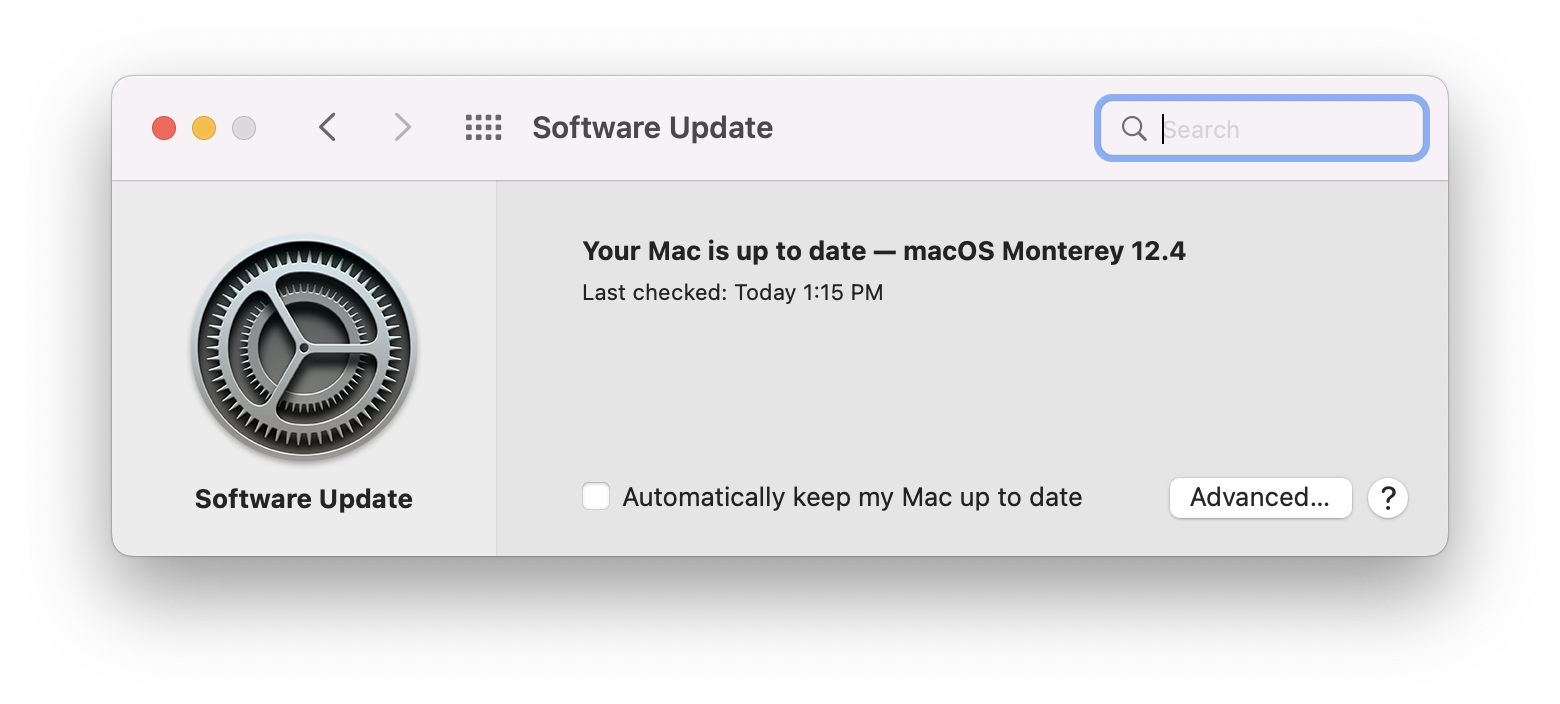 Software Update
Search
Your Mac is up to date — macOS Monterey 12.4
Last checked: Today 1:15 PM
Software Update
Automatically keep my Mac up to date
Advanced...
?